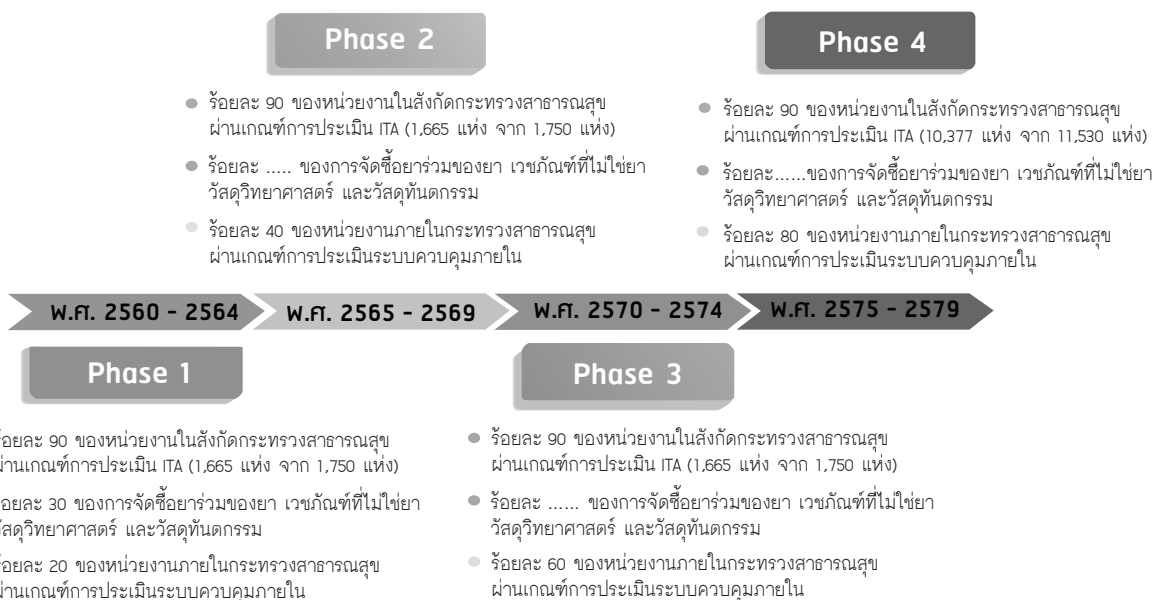 Phase 2
ร้อยละ 90 ของหน่วยงานในสังกัดกระทรวงสาธารณสุข
ผ่านเกณฑ์การประเมิน ITA (1,665 แห่ง จาก 1,750 แห่ง)
ร้อยละ ..... ของการจัดซื้อยาร่วมของยา เวชภัณฑ์ที่ไม่ใช่ยา
วัสดุวิทยาศาสตร์ และวัสดุทันตกรรม
ร้อยละ 40 ของหน่วยงานภายในกระทรวงสาธารณสุข
ผ่านเกณฑ์การประเมินระบบควบคุมภายใน
Phase 4
ร้อยละ 90 ของหน่วยงานในสังกัดกระทรวงสาธารณสุข
ผ่านเกณฑ์การประเมิน ITA (10,377 แห่ง จาก 11,530 แห่ง)
ร้อยละ......ของการจัดซื้อยาร่วมของยา เวชภัณฑ์ที่ไม่ใช่ยา
วัสดุวิทยาศาสตร์ และวัสดุทันตกรรม
ร้อยละ 80 ของหน่วยงานภายในกระทรวงสาธารณสุข
ผ่านเกณฑ์การประเมินระบบควบคุมภายใน
พ.ศ. 2560 - 2564
พ.ศ. 2565 - 2569
พ.ศ. 2570 - 2574
พ.ศ. 2575 - 2579
Phase 1
ร้อยละ 90 ของหน่วยงานในสังกัดกระทรวงสาธารณสุข
ผ่านเกณฑ์การประเมิน ITA (1,665 แห่ง จาก 1,750 แห่ง)
ร้อยละ 30 ของการจัดซื้อยาร่วมของยา เวชภัณฑ์ที่ไม่ใช่ยา
วัสดุวิทยาศาสตร์ และวัสดุทันตกรรม
ร้อยละ 20 ของหน่วยงานภายในกระทรวงสาธารณสุข
ผ่านเกณฑ์การประเมินระบบควบคุมภายใน
Phase 3
ร้อยละ 90 ของหน่วยงานในสังกัดกระทรวงสาธารณสุข
ผ่านเกณฑ์การประเมิน ITA (1,665 แห่ง จาก 1,750 แห่ง)
ร้อยละ ...... ของการจัดซื้อยาร่วมของยา เวชภัณฑ์ที่ไม่ใช่ยา
วัสดุวิทยาศาสตร์ และวัสดุทันตกรรม
ร้อยละ 60 ของหน่วยงานภายในกระทรวงสาธารณสุข
ผ่านเกณฑ์การประเมินระบบควบคุมภายใน